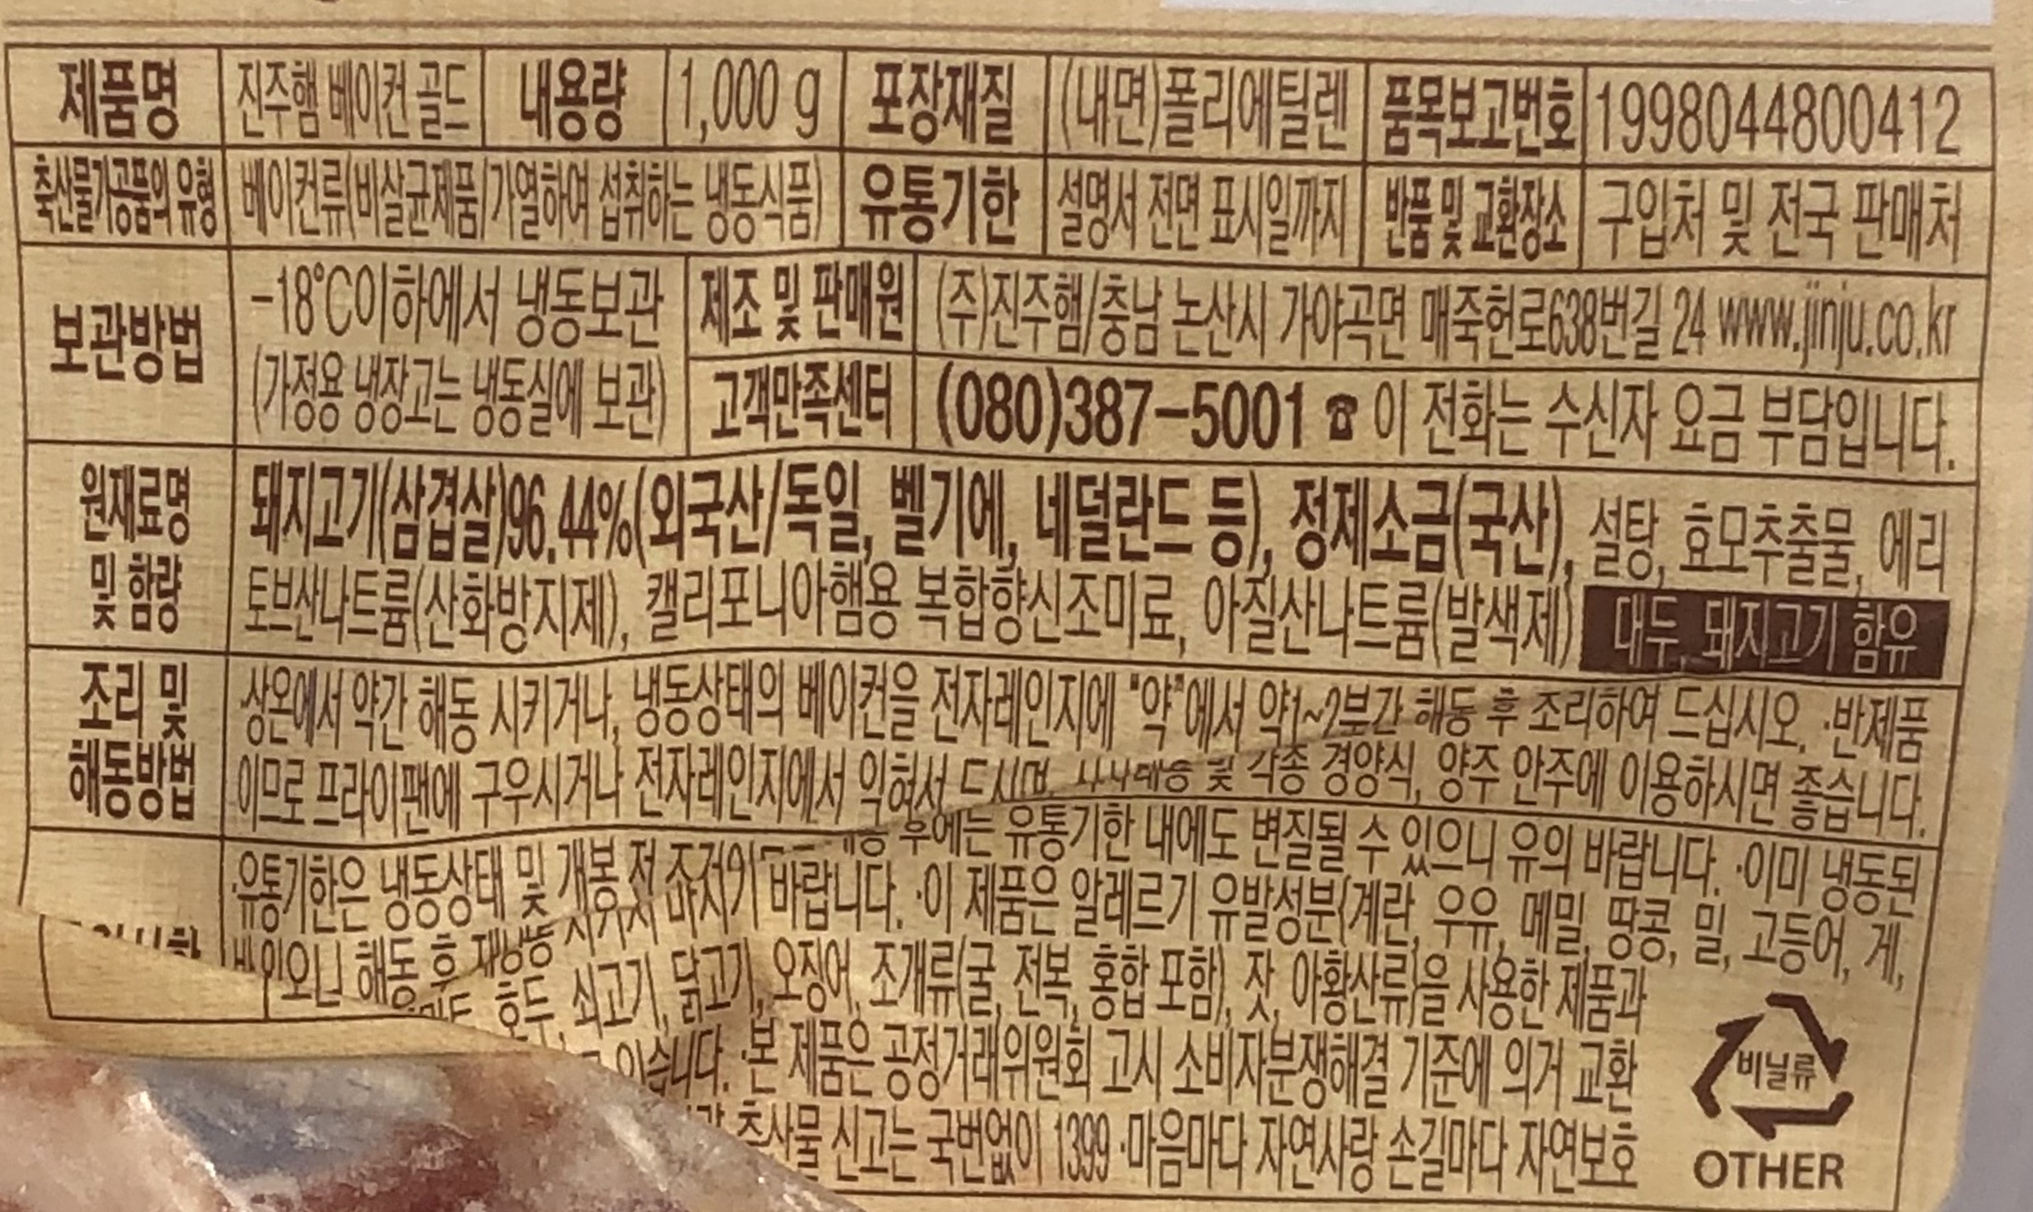 제품명 진주햄 베이컨 골드 내용량 1,000 g 포장재질 (내면)폴리에틸렌 품목보고번호 1998044800412
축산물가공품의 유형 베이컨류(비살균제품/가열하여 섭취하는 냉동식품) 유통기한 설명서 전면 표시일까지 반품 및 교환장소 구입처 및 전국 판매처
보관방법 -18℃이하에서 냉동보관 제조 및 판매원 (주)진주햄/충남 논산시 가야곡면 매죽헌로638번길 24 www.jinju.co.kr
(가정용 냉장고는 냉동실에 보관) 고객만족센터 (080)387-5001 ☎ 이 전화는 수신자 요금 부담입니다.
원재료명 돼지고기(삼겹살)96.44%(외국산/독일, 벨기에, 네덜란드 등), 정제소금(국산), 설탕, 효모추출물, 에리
및 함량 토브산나트륨(산화방지제), 캘리포니아햄용 복합향신조미료, 아질산나트륨(발색제) 대두, 돼지고기 함유
조리 및 상온에서 약간 해동 시키거나, 냉동상태의 베이컨을 전자레인지에 "약"에서 약1~2분간 해동 후 조리하여 드십시오. ·반제품
해동방법 이므로 프라이팬에 구우시거나 전자레인지에서 익혀서 드시며, 및 각종 경양식, 양주 안주에 이용하시면 좋습니다.
·유통기한은 냉동상태 및 개봉 전 후에는 유통기한 내에도 변질될 수 있으니 유의 바랍니다. ·이미 냉동된
해동 후 재냉동 시키지 마시기 바랍니다. ·이 제품은 알레르기 유발성분{계란, 우유, 메밀, 땅콩, 밀, 고등어, 게,
호두, 쇠고기, 닭고기, 오징어, 조개류(굴, 전복, 홍합 포함), 잣, 아황산류}을 사용한 제품과
있습니다. ·본 제품은 공정거래위원회 고시 소비자분쟁해결 기준에 의거 교환
축산물 신고는 국번없이 1399 ·마음마다 자연사랑 손길마다 자연보호
비닐류
OTHER